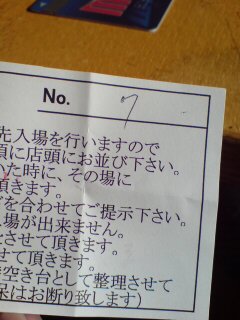 No. 7
先入場を行いますので
頃に店頭にお並び下さい。
た時に、その場に
頂きます。
を合わせてご提示下さい。
場が出来ません。
させて頂きます。
せて頂きます。
空き台として整理させて
はお断り致します)